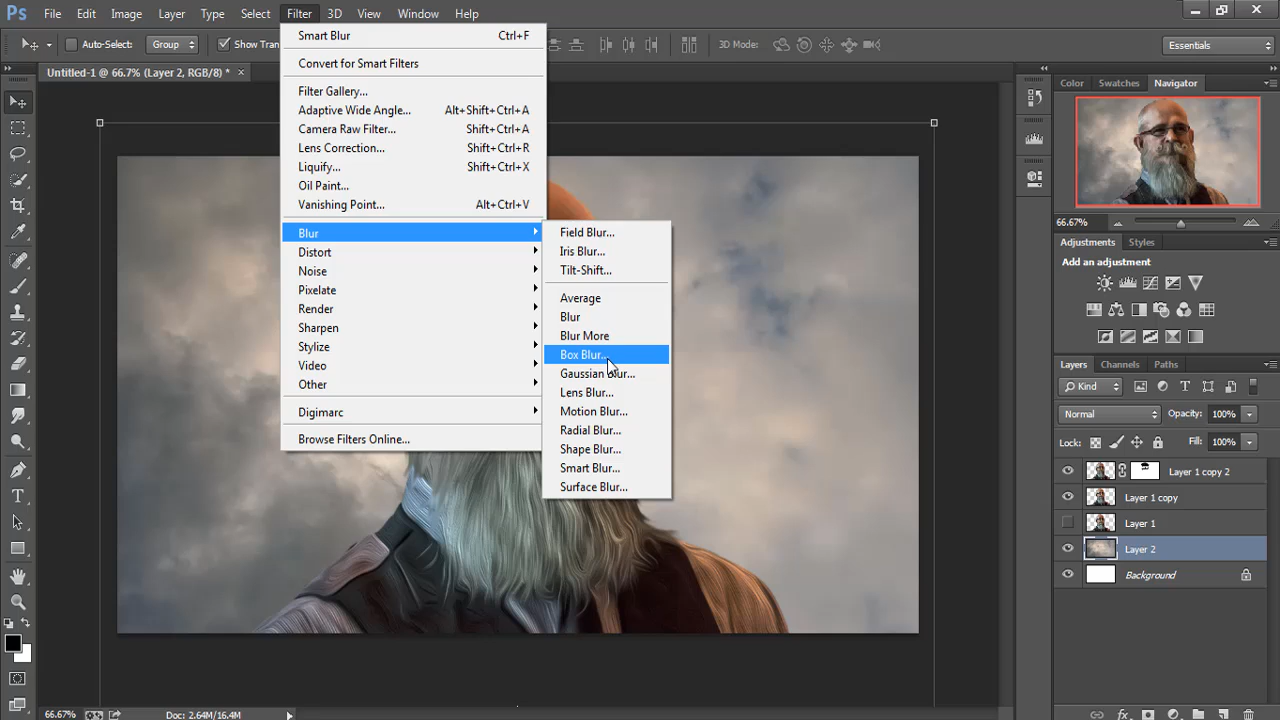 Ps File Edit Image Layer Type Select Filter 3D View Window Help
Auto-Select: Group Show Tran 3D Mode: Essentials
Untitled-1 @ 66.7% (Layer 2, RGB/8) * ×
Smart Blur Ctrl+F
Convert for Smart Filters
Filter Gallery...
Adaptive Wide Angle... Alt+Shift+Ctrl+A
Camera Raw Filter... Shift+Ctrl+A
Lens Correction... Shift+Ctrl+R
Liquify... Shift+Ctrl+X
Oil Paint...
Vanishing Point... Alt+Ctrl+V
Blur
Distort
Noise
Pixelate
Render
Sharpen
Stylize
Video
Other
Digimarc
Browse Filters Online...
Field Blur...
Iris Blur...
Tilt-Shift...
Average
Blur
Blur More
Box Blur...
Gaussian Blur...
Lens Blur...
Motion Blur...
Radial Blur...
Shape Blur...
Smart Blur...
Surface Blur...
Color Swatches Navigator
66.67%
Adjustments Styles
Add an adjustment
Layers Channels Paths
Kind
Normal Opacity: 100%
Lock: Fill: 100%
Layer 1 copy 2
Layer 1 copy
Layer 1
Layer 2
Background
66.67% Doc: 2.64M/16.4M